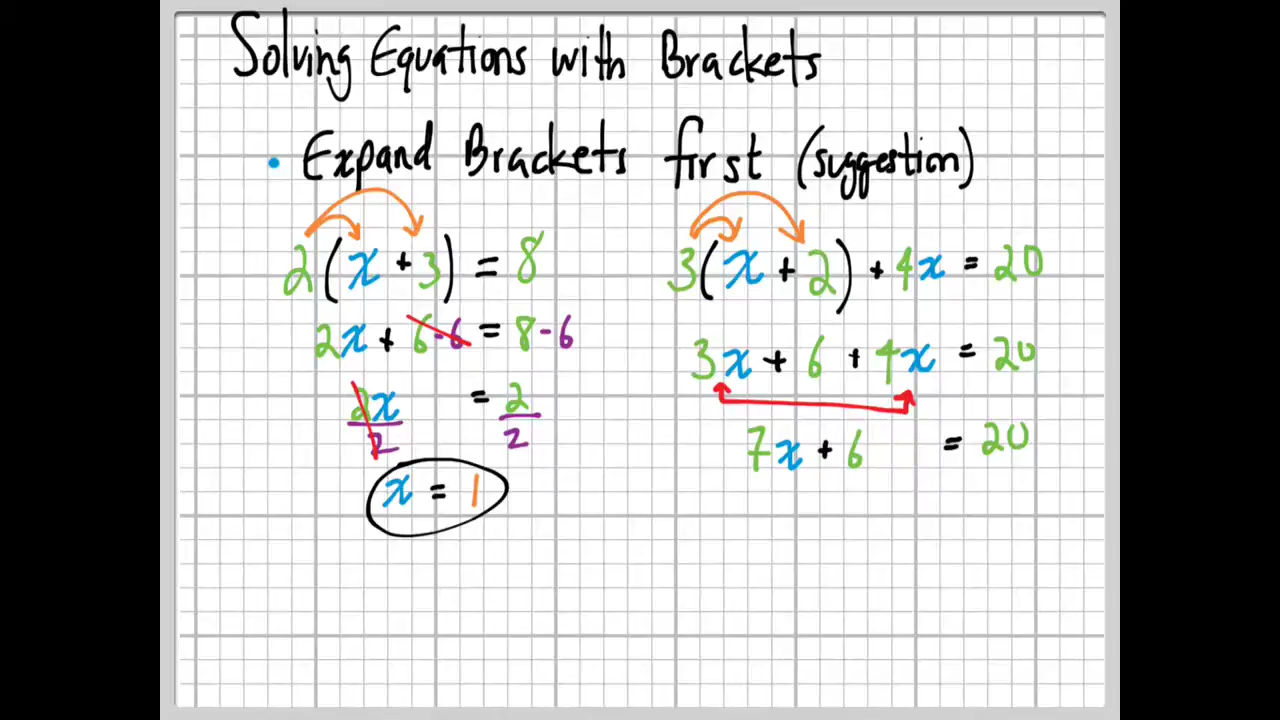 Solving Equations with Brackets
• Expand Brackets first (suggestion)
2(x + 3) = 8
2x + 6 - 6 = 8 - 6
2x/2 = 2/2
x = 1
3(x + 2) + 4x = 20
3x + 6 + 4x = 20
7x + 6 = 20